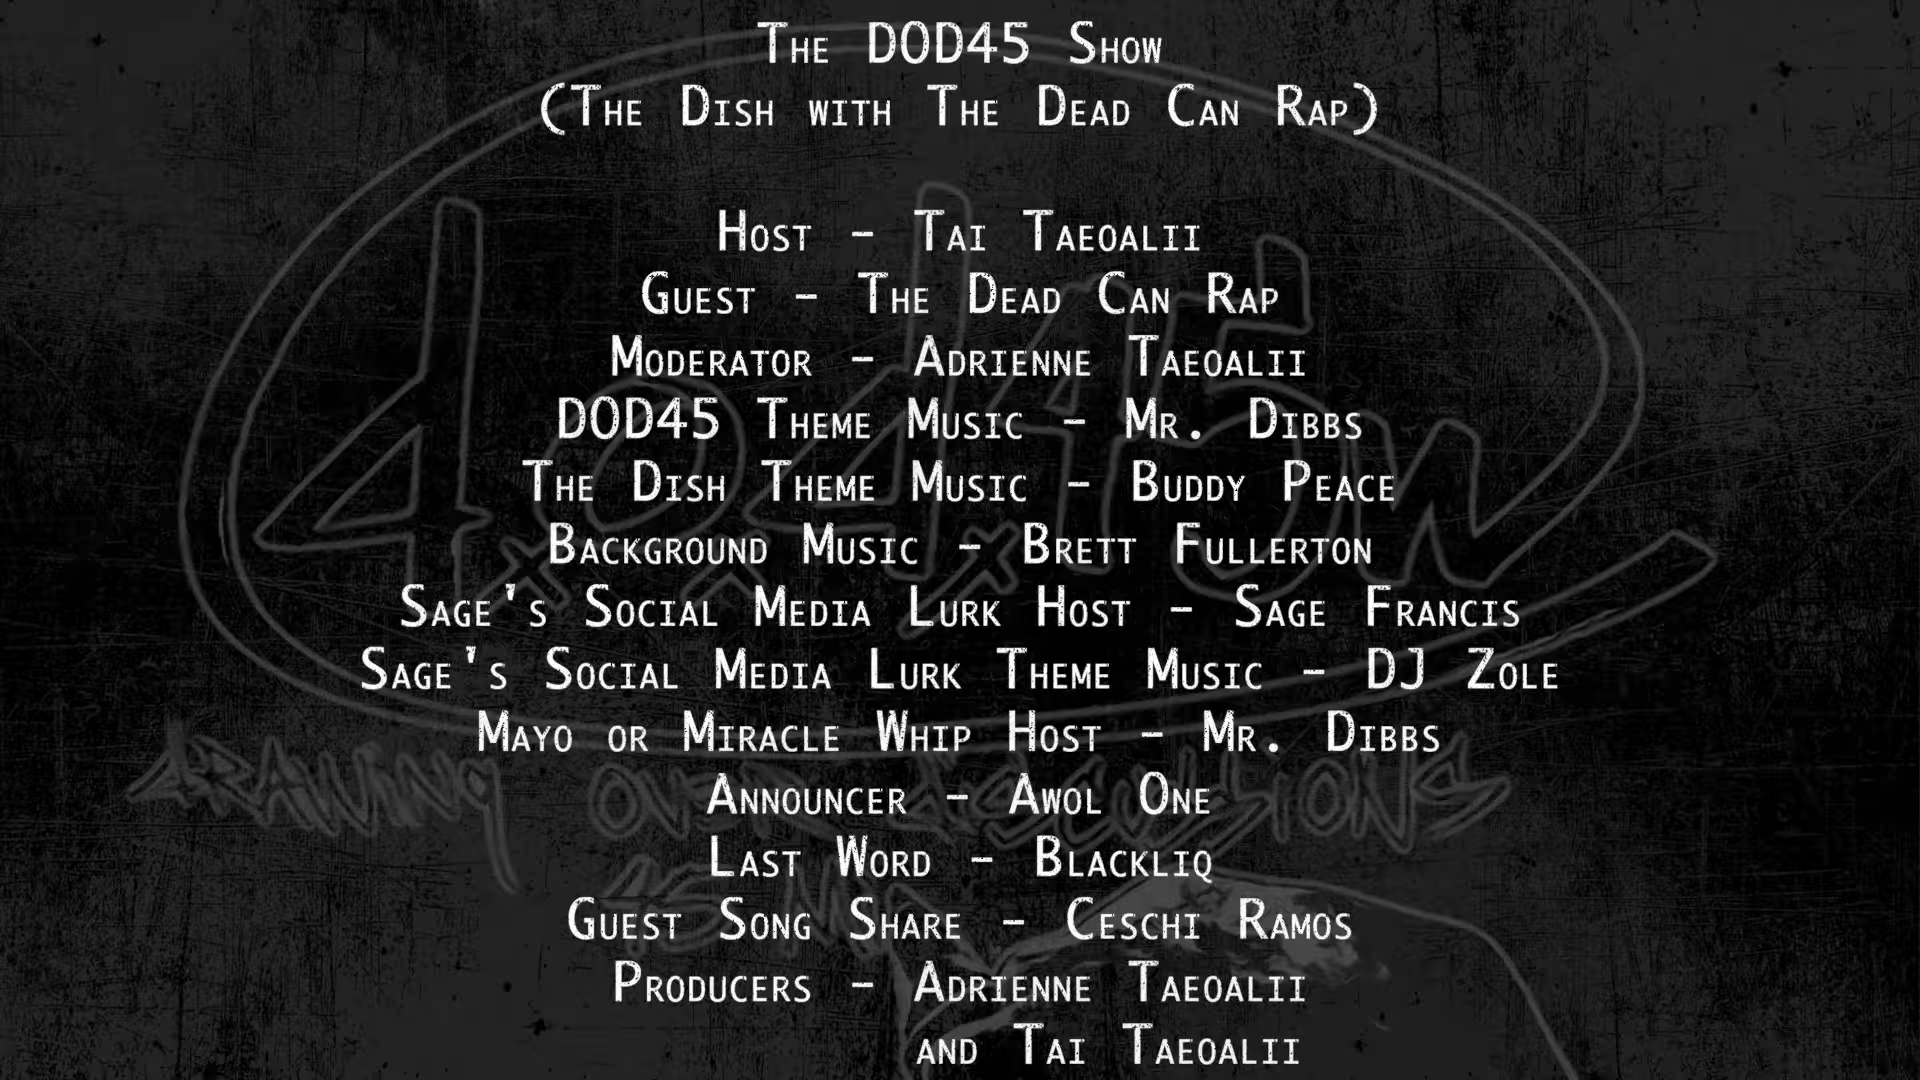 The DOD45 Show
(The Dish with The Dead Can Rap)
Host - Tai Taeoalii
Guest - The Dead Can Rap
Moderator - Adrienne Taeoalii
DOD45 Theme Music - Mr. Dibbs
The Dish Theme Music - Buddy Peace
Background Music - Brett Fullerton
Sage's Social Media Lurk Host - Sage Francis
Sage's Social Media Lurk Theme Music - DJ Zole
Mayo or Miracle Whip Host - Mr. Dibbs
Announcer - Awol One
Last Word - Blackliq
Guest Song Share - Ceschi Ramos
Producers - Adrienne Taeoalii
and Tai Taeoalii